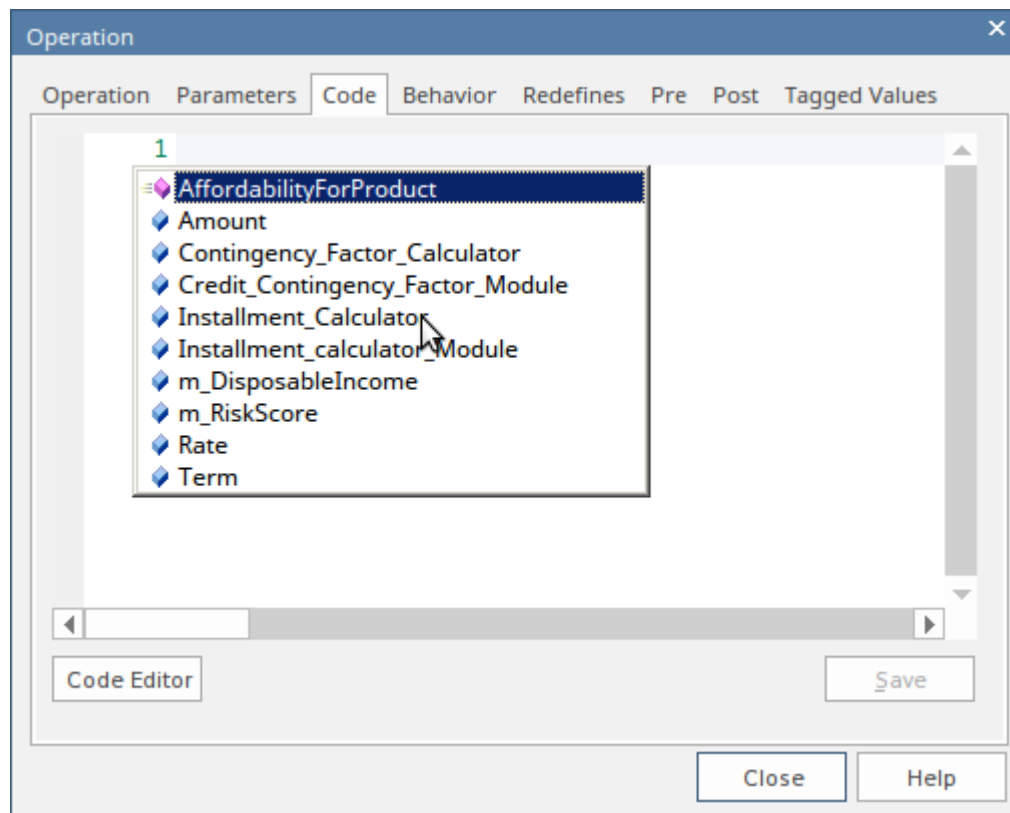 Operation
Operation Parameters Code Behavior Redefines Pre Post Tagged Values
1
AffordabilityForProduct
Amount
Contingency_Factor_Calculator
Credit_Contingency_Factor_Module
Installment_Calculator
Installment_calculator_Module
m_DisposableIncome
m_RiskScore
Rate
Term
Code Editor Save
Close Help